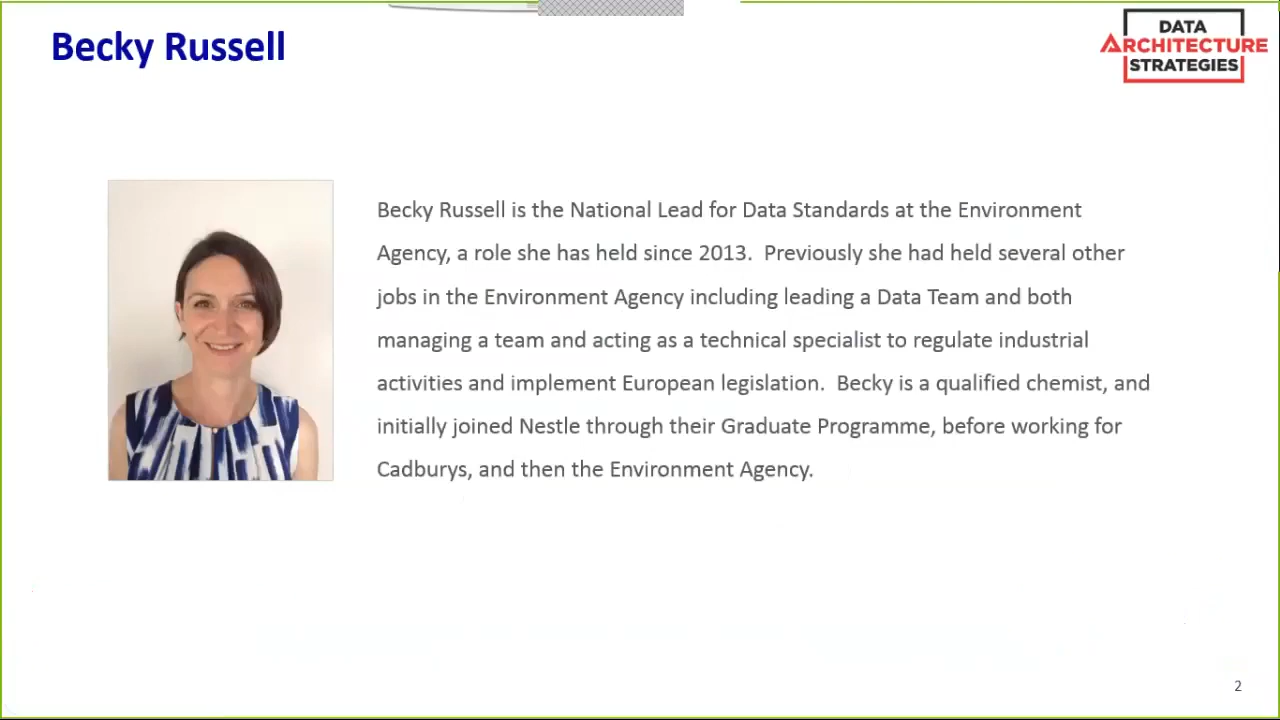 Becky Russell
DATA
ARCHITECTURE
STRATEGIES
Becky Russell is the National Lead for Data Standards at the Environment
Agency, a role she has held since 2013.  Previously she had held several other
jobs in the Environment Agency including leading a Data Team and both
managing a team and acting as a technical specialist to regulate industrial
activities and implement European legislation.  Becky is a qualified chemist, and
initially joined Nestle through their Graduate Programme, before working for
Cadburys, and then the Environment Agency.
2